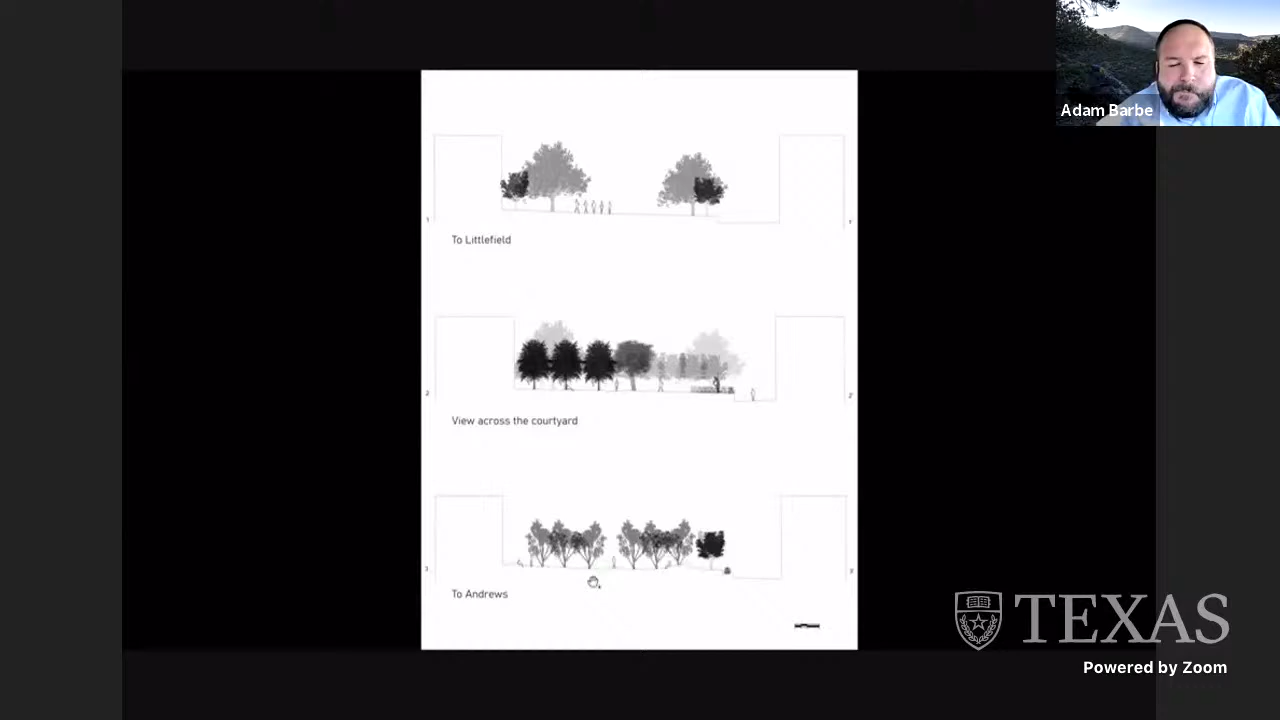 Adam Barbe
To Littlefield
View across the courtyard
To Andrews
TEXAS
Powered by Zoom